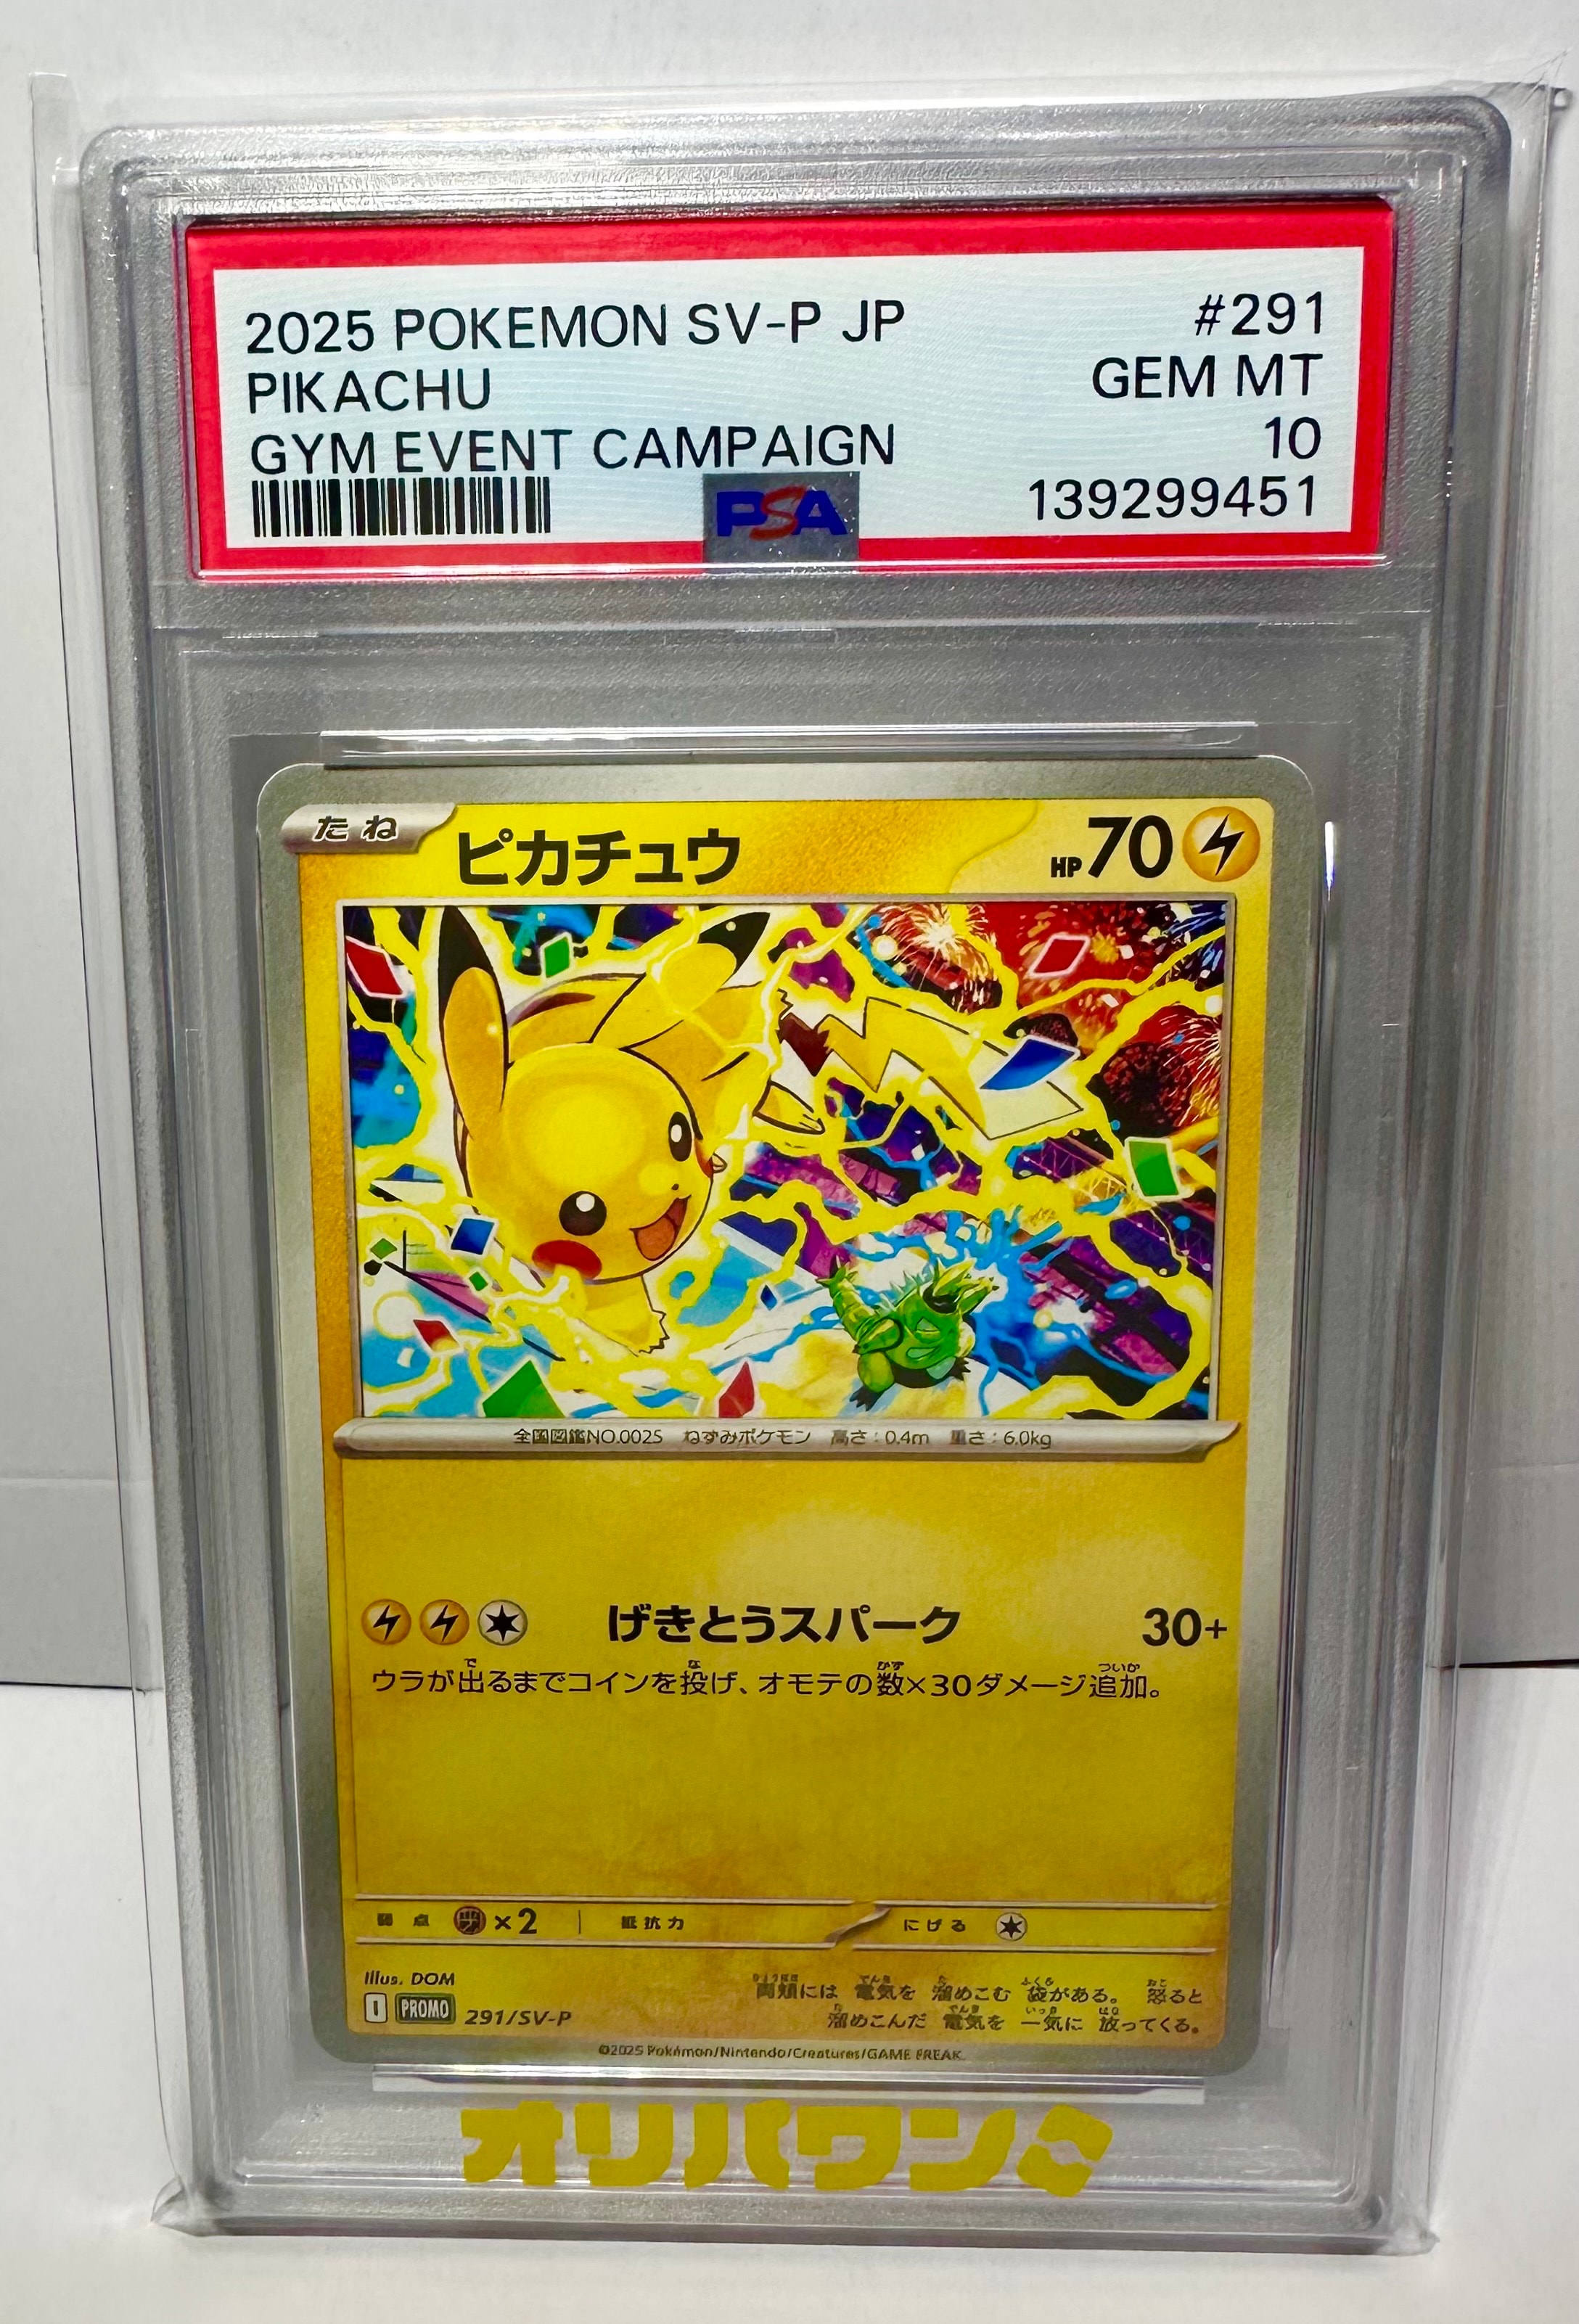 2025 POKEMON SV-P JP #291
PIKACHU GEM MT
GYM EVENT CAMPAIGN 10
PSA 139299451
たね ピカチュウ HP70
全国図鑑NO.0025 ねずみポケモン 高さ:0.4m 重さ:6.0kg
げきとうスパーク 30+
ウラが出るまでコインを投げ、オモテの数×30ダメージ追加。
弱点 ×2 抵抗力 にげる
Illus. DOM
両頬には 電気を 溜めこむ 袋がある。 怒ると
I PROMO 291/SV-P
溜めこんだ 電気を 一気に 放ってくる。
©2025 Pokémon/Nintendo/Creatures/GAME FREAK.
オリパワン